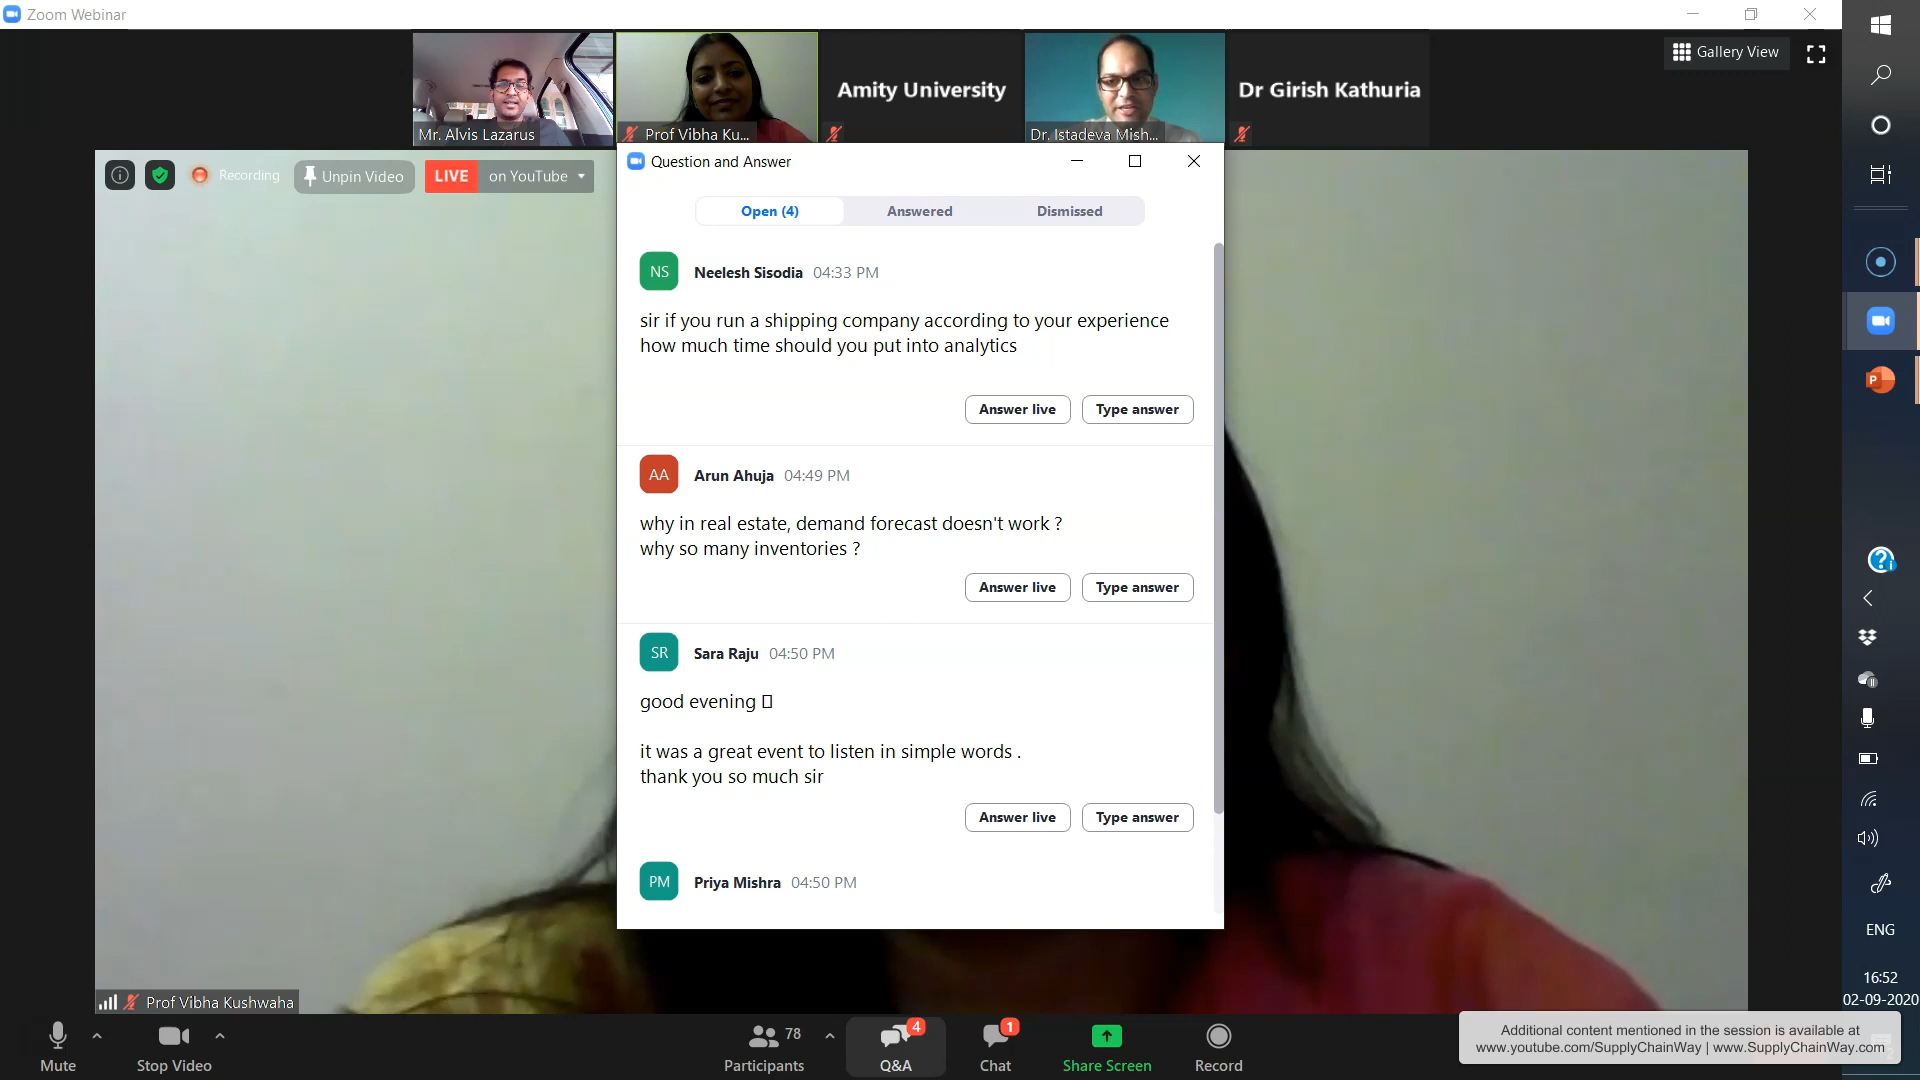 Zoom Webinar
Gallery View
Mr. Alvis Lazarus
Prof Vibha Ku...
Amity University
Dr. Istadeva Mish...
Dr Girish Kathuria
Recording
Unpin Video
LIVE on YouTube
Question and Answer
Open (4)
Answered
Dismissed
NS
Neelesh Sisodia 04:33 PM
sir if you run a shipping company according to your experience
how much time should you put into analytics
Answer live
Type answer
AA
Arun Ahuja 04:49 PM
why in real estate, demand forecast doesn't work ?
why so many inventories ?
Answer live
Type answer
SR
Sara Raju 04:50 PM
good evening
it was a great event to listen in simple words .
thank you so much sir
Answer live
Type answer
PM
Priya Mishra 04:50 PM
Prof Vibha Kushwaha
Mute
Stop Video
78
Participants
4
Q&A
1
Chat
Share Screen
Record
P
ENG
16:52
02-09-2020
Additional content mentioned in the session is available at
www.youtube.com/SupplyChainWay | www.SupplyChainWay.com